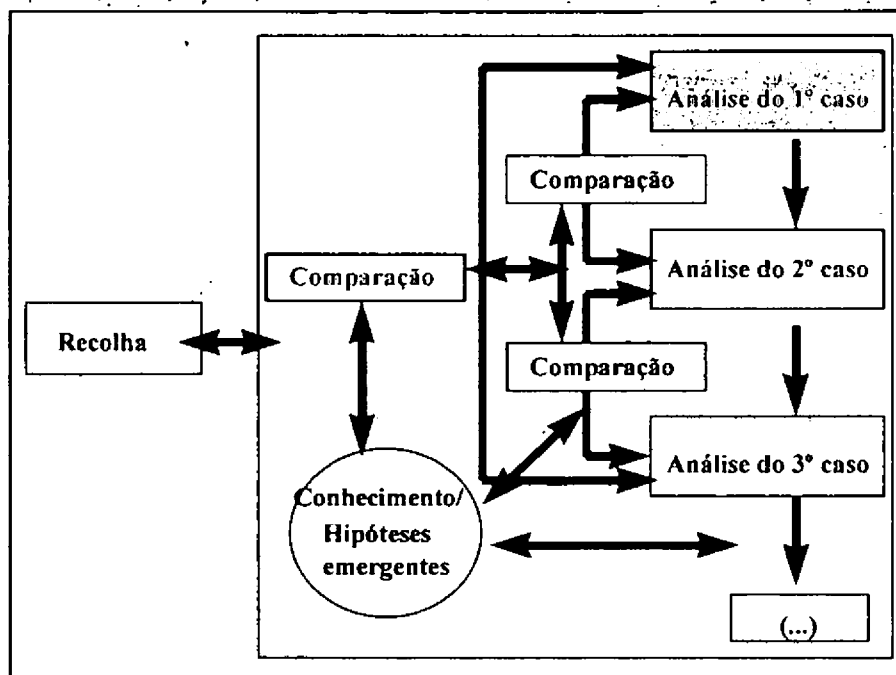 Análise do 1º caso
Comparação
Comparação
Análise do 2º caso
Recolha
Comparação
Análise do 3º caso
Conhecimento/
Hipóteses
emergentes
(...)